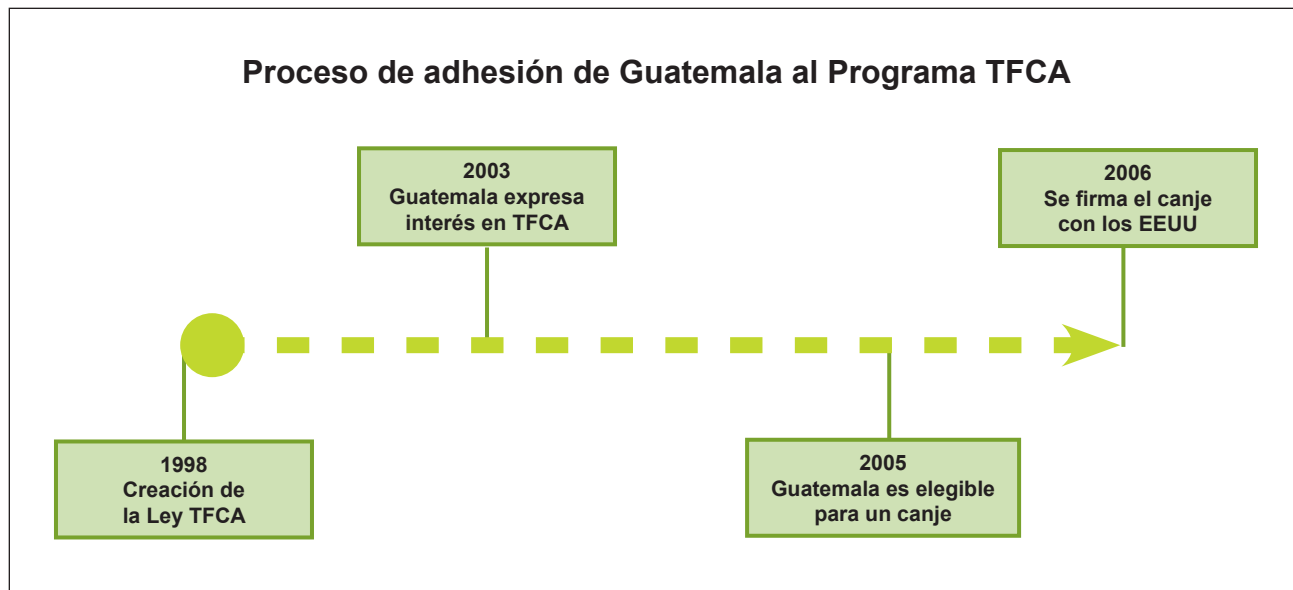 Proceso de adhesión de Guatemala al Programa TFCA
1998
Creación de
la Ley TFCA
2003
Guatemala expresa
interés en TFCA
2005
Guatemala es elegible
para un canje
2006
Se firma el canje
con los EEUU